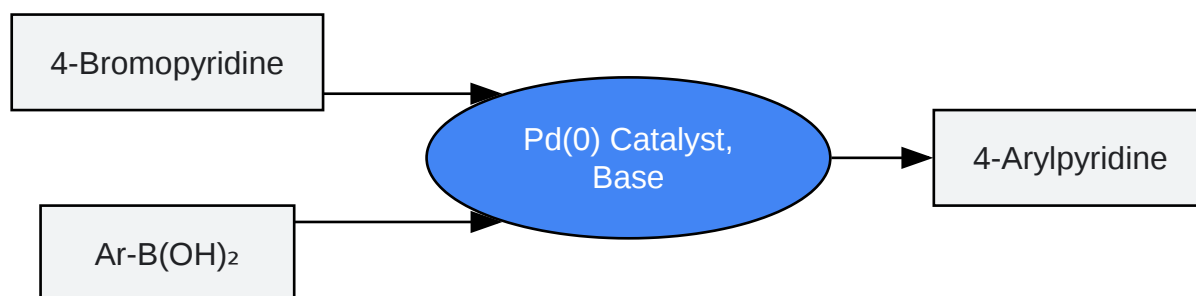 4-Bromopyridine
Pd(0) Catalyst,
Base
4-Arylpyridine
Ar-B(OH)₂